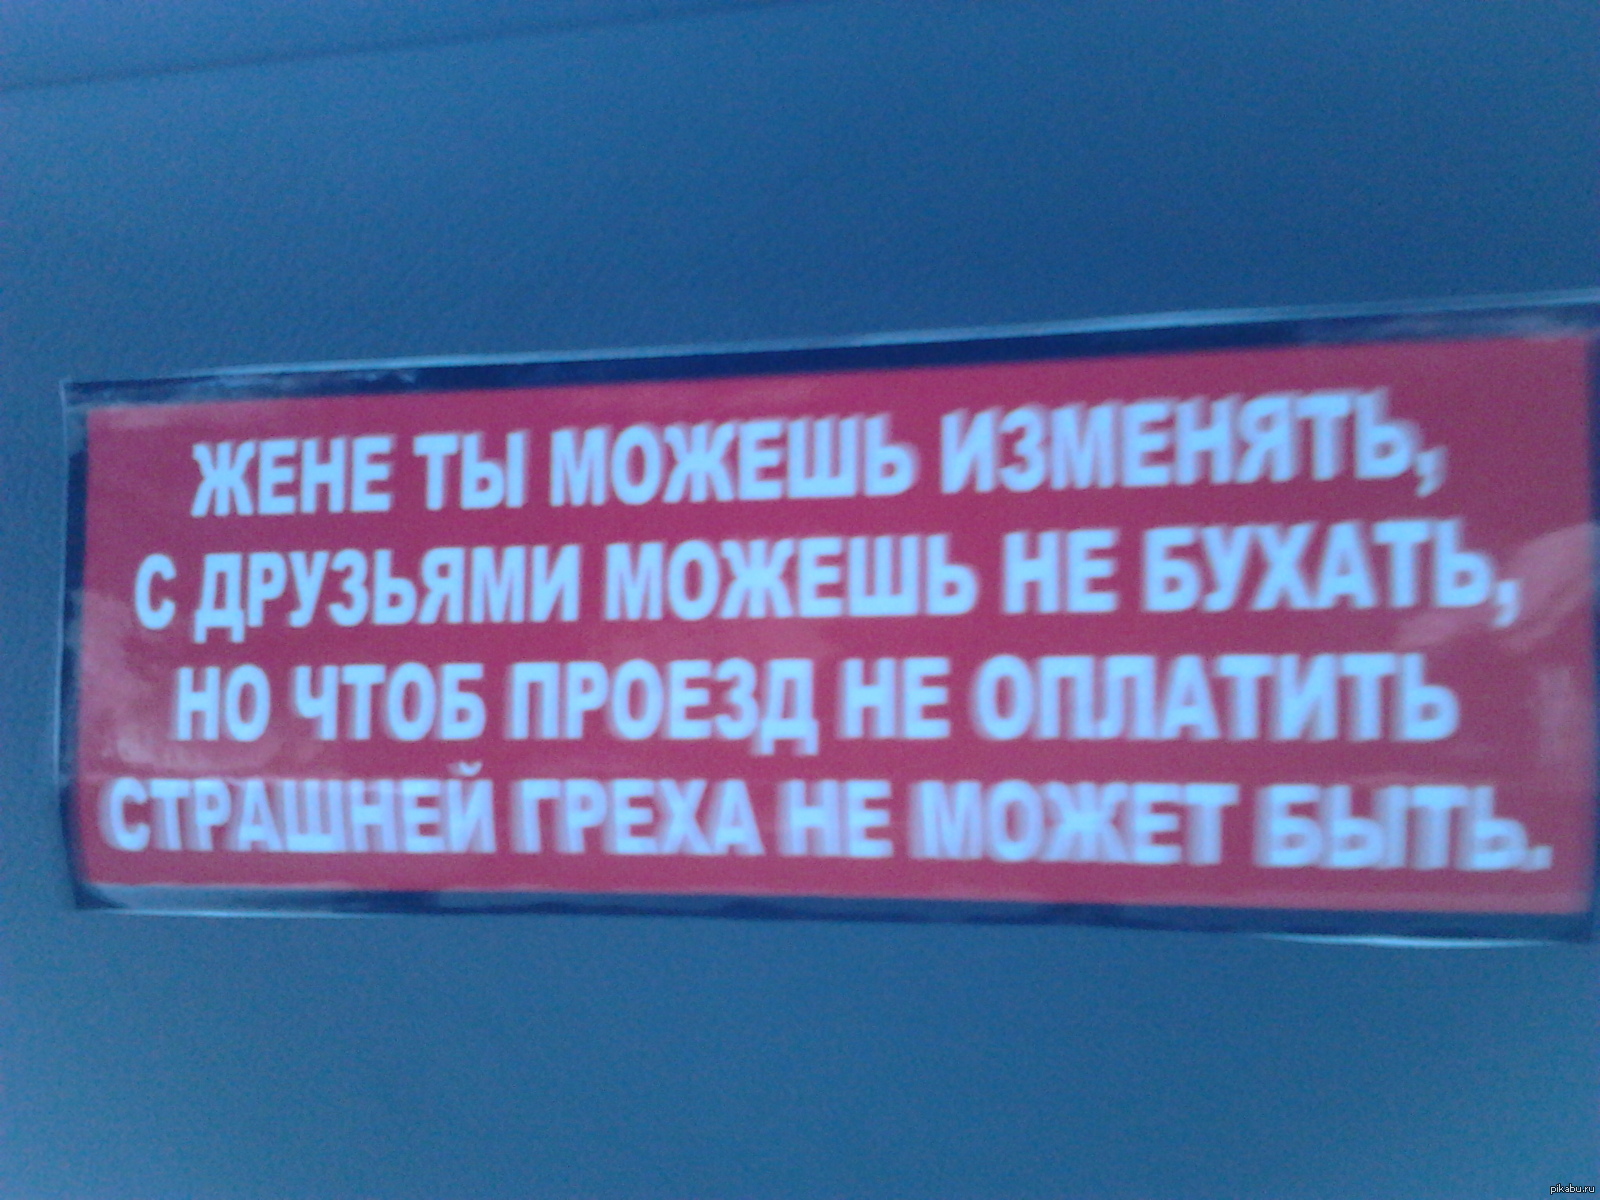 ЖЕНЕ ТЫ МОЖЕШЬ ИЗМЕНЯТЬ,
С ДРУЗЬЯМИ МОЖЕШЬ НЕ БУХАТЬ,
НО ЧТОБ ПРОЕЗД НЕ ОПЛАТИТЬ
СТРАШНЕЙ ГРЕХА НЕ МОЖЕТ БЫТЬ.
pikabu.ru